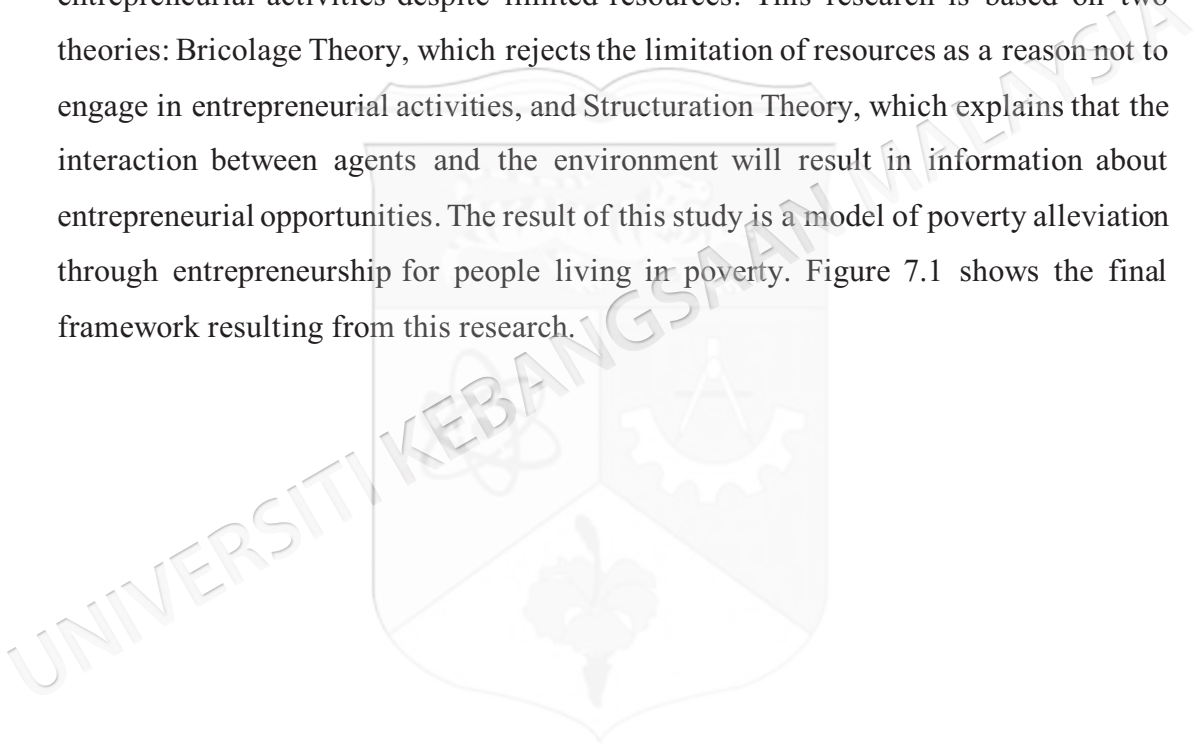 entrepreneurial activities despite limited resources? This research is based on two
theories: Bricolage Theory, which rejects the limitation of resources as a reason not to
engage in entrepreneurial activities, and Structuration Theory, which explains that the
interaction between agents and the environment will result in information about
entrepreneurial opportunities. The result of this study is a model of poverty alleviation
through entrepreneurship for people living in poverty. Figure 7.1 shows the final
framework resulting from this research.
UNIVERSITI KEBANGSAAN MALAYSIA